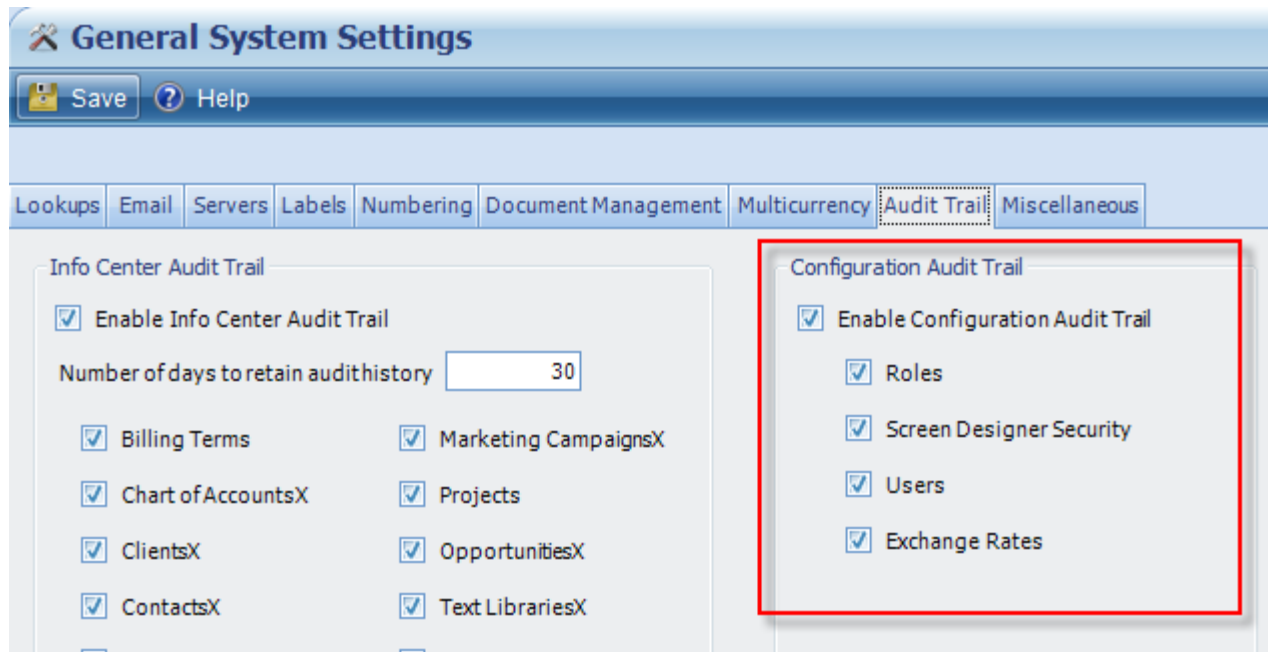 General System Settings
Save Help
Lookups Email Servers Labels Numbering Document Management Multicurrency Audit Trail Miscellaneous
Info Center Audit Trail
Enable Info Center Audit Trail
Number of days to retain audit history 30
Billing Terms Marketing CampaignsX
Chart of AccountsX Projects
ClientsX OpportunitiesX
ContactsX Text LibrariesX
Configuration Audit Trail
Enable Configuration Audit Trail
Roles
Screen Designer Security
Users
Exchange Rates